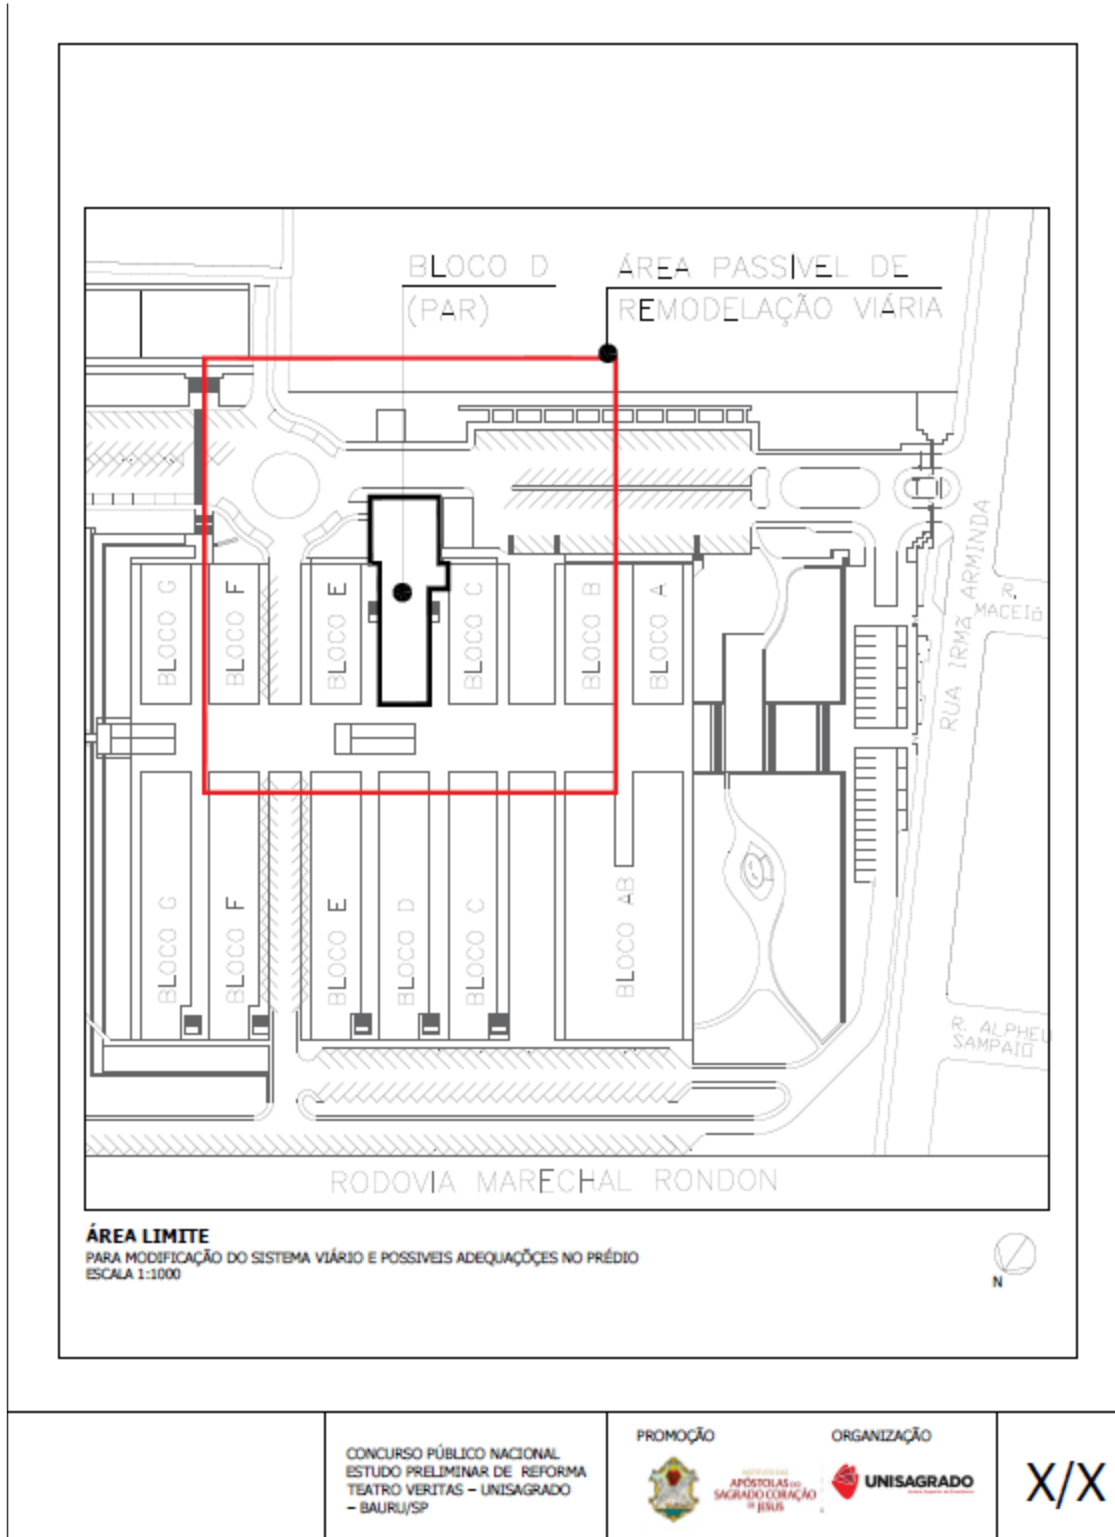 BLOCO D
(PAR)
ÁREA PASSÍVEL DE
REMODELAÇÃO VIÁRIA
BLOCO G
BLOCO F
BLOCO E
BLOCO C
BLOCO B
BLOCO A
RUA IRMÃ ARMINDA
R.
MACEIÓ
BLOCO G
BLOCO F
BLOCO E
BLOCO D
BLOCO C
BLOCO AB
R. ALPHEU
SAMPAIO
RODOVIA MARECHAL RONDON
ÁREA LIMITE
PARA MODIFICAÇÃO DO SISTEMA VIÁRIO E POSSIVEIS ADEQUAÇÕÇES NO PRÉDIO
ESCALA 1:1000
N
CONCURSO PÚBLICO NACIONAL
ESTUDO PRELIMINAR DE REFORMA
TEATRO VERITAS – UNISAGRADO
– BAURU/SP
PROMOÇÃO
APÓSTOLAS DO
SAGRADO CORAÇÃO
DE JESUS
ORGANIZAÇÃO
UNISAGRADO
X/X